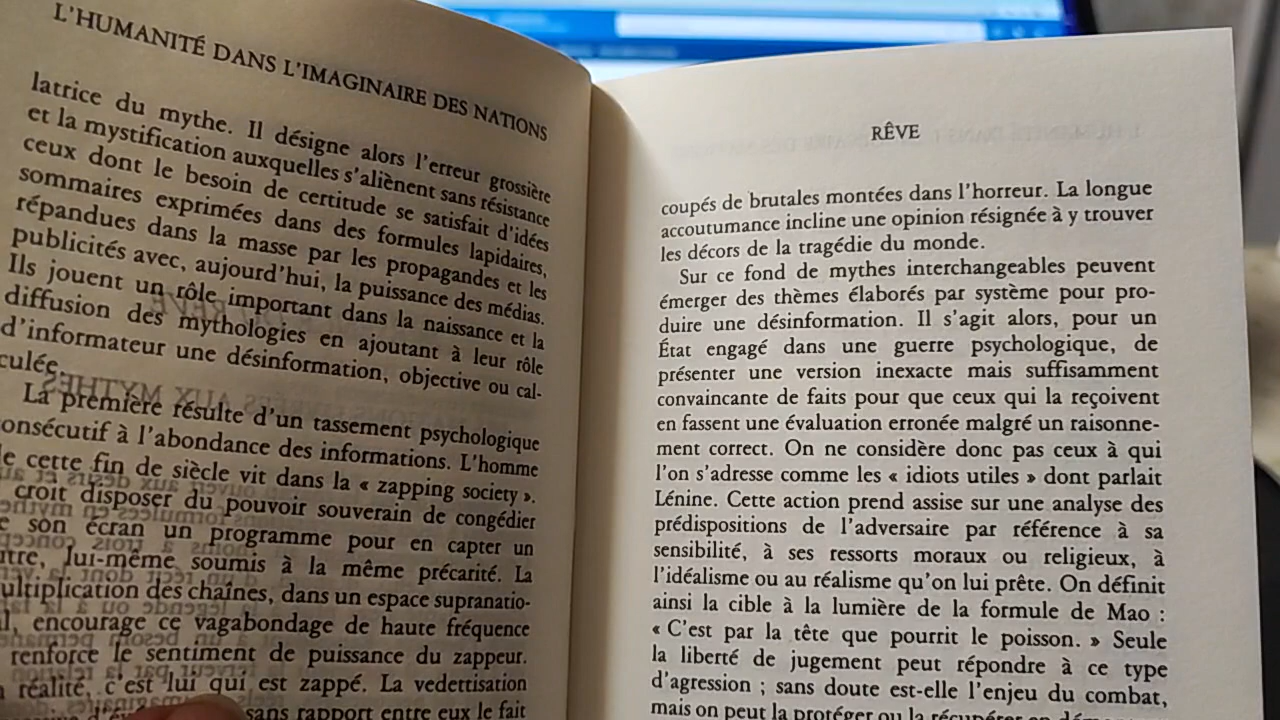 L'HUMANITÉ DANS L'IMAGINAIRE DES NATIONS
latrice du mythe. Il désigne alors l'erreur grossière
et la mystification auxquelles s'aliènent sans résistance
ceux dont le besoin de certitude se satisfait d'idées
sommaires exprimées dans des formules lapidaires,
répandues dans la masse par les propagandes et les
publicités avec, aujourd'hui, la puissance des médias.
Ils jouent un rôle important dans la naissance et la
diffusion des mythologies en ajoutant à leur rôle
d'informateur une désinformation, objective ou cal-
culée.
La première résulte d'un tassement psychologique
onsécutif à l'abondance des informations. L'homme
e cette fin de siècle vit dans la « zapping society ».
croit disposer du pouvoir souverain de congédier
e son écran un programme pour en capter un
utre, lui-même soumis à la même précarité. La
ultiplication des chaînes, dans un espace supranatio-
l, encourage ce vagabondage de haute fréquence
renforce le sentiment de puissance du zappeur.
réalité, c'est lui qui est zappé. La vedettisation
sans rapport entre eux le fait
RÊVE
coupés de brutales montées dans l'horreur. La longue
accoutumance incline une opinion résignée à y trouver
les décors de la tragédie du monde.
Sur ce fond de mythes interchangeables peuvent
émerger des thèmes élaborés par système pour pro-
duire une désinformation. Il s'agit alors, pour un
État engagé dans une guerre psychologique, de
présenter une version inexacte mais suffisamment
convaincante de faits pour que ceux qui la reçoivent
en fassent une évaluation erronée malgré un raisonne-
ment correct. On ne considère donc pas ceux à qui
l'on s'adresse comme les « idiots utiles » dont parlait
Lénine. Cette action prend assise sur une analyse des
prédispositions de l'adversaire par référence à sa
sensibilité, à ses ressorts moraux ou religieux, à
l'idéalisme ou au réalisme qu'on lui prête. On définit
ainsi la cible à la lumière de la formule de Mao :
« C'est par la tête que pourrit le poisson. » Seule
la liberté de jugement peut répondre à ce type
d'agression ; sans doute est-elle l'enjeu du combat,
mais on peut la protéger ou la récupérer en